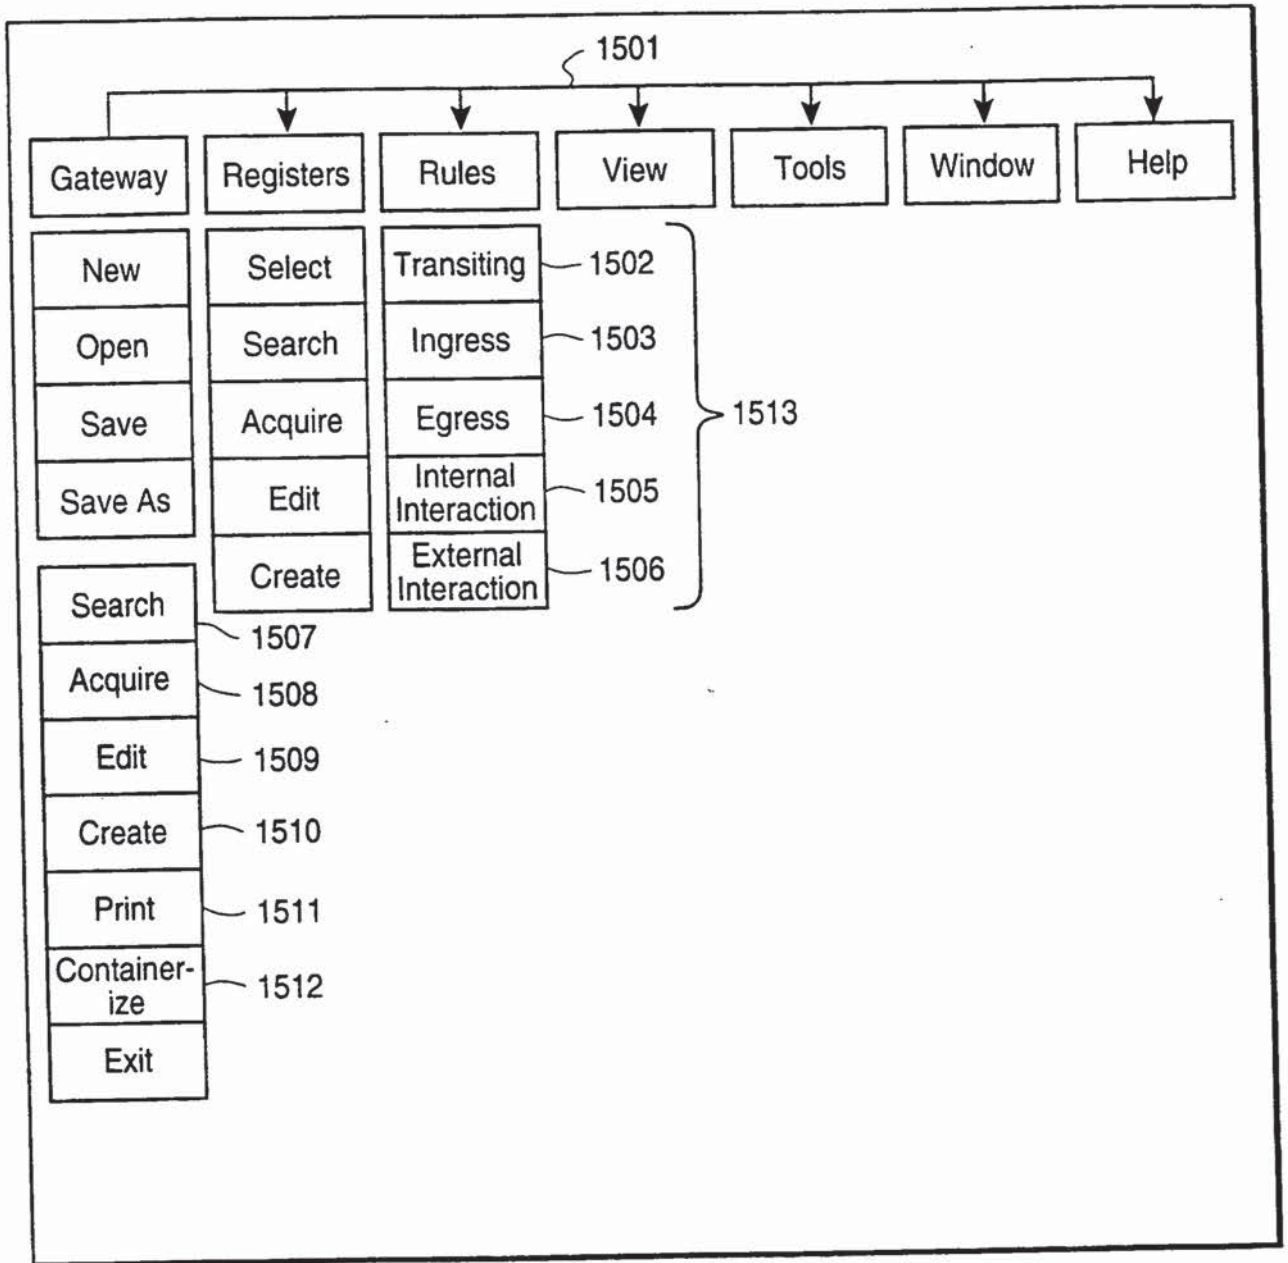 1501
Gateway
Registers
Rules
View
Tools
Window
Help
New
Open
Save
Save As
Select
Search
Acquire
Edit
Create
Transiting
1502
Ingress
1503
Egress
1504
Internal
Interaction
1505
External
Interaction
1506
1513
Search
1507
Acquire
1508
Edit
1509
Create
1510
Print
1511
Container-
ize
1512
Exit